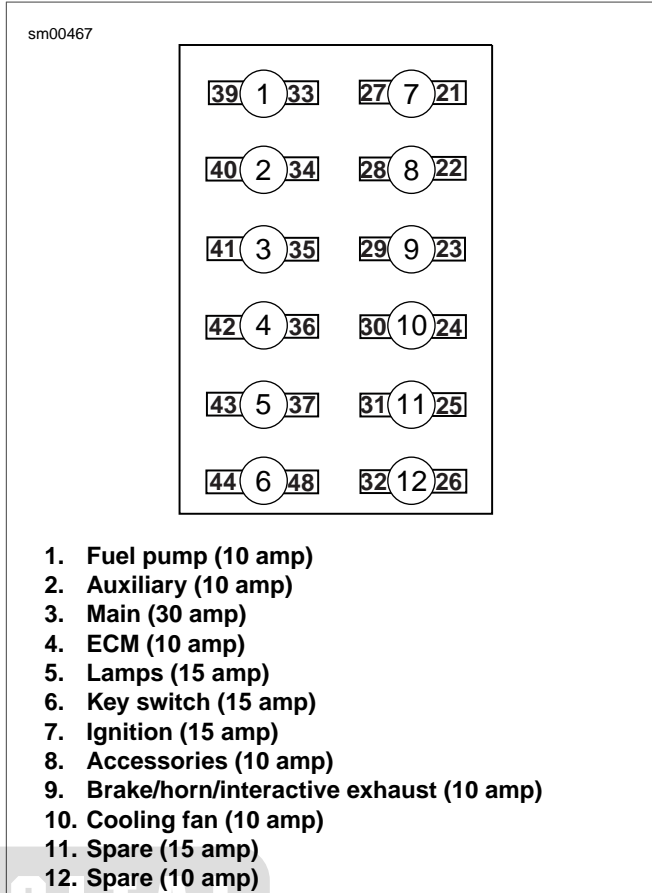 sm00467
39 1 33 27 7 21
40 2 34 28 8 22
41 3 35 29 9 23
42 4 36 30 10 24
43 5 37 31 11 25
44 6 48 32 12 26
1. Fuel pump (10 amp)
2. Auxiliary (10 amp)
3. Main (30 amp)
4. ECM (10 amp)
5. Lamps (15 amp)
6. Key switch (15 amp)
7. Ignition (15 amp)
8. Accessories (10 amp)
9. Brake/horn/interactive exhaust (10 amp)
10. Cooling fan (10 amp)
11. Spare (15 amp)
12. Spare (10 amp)